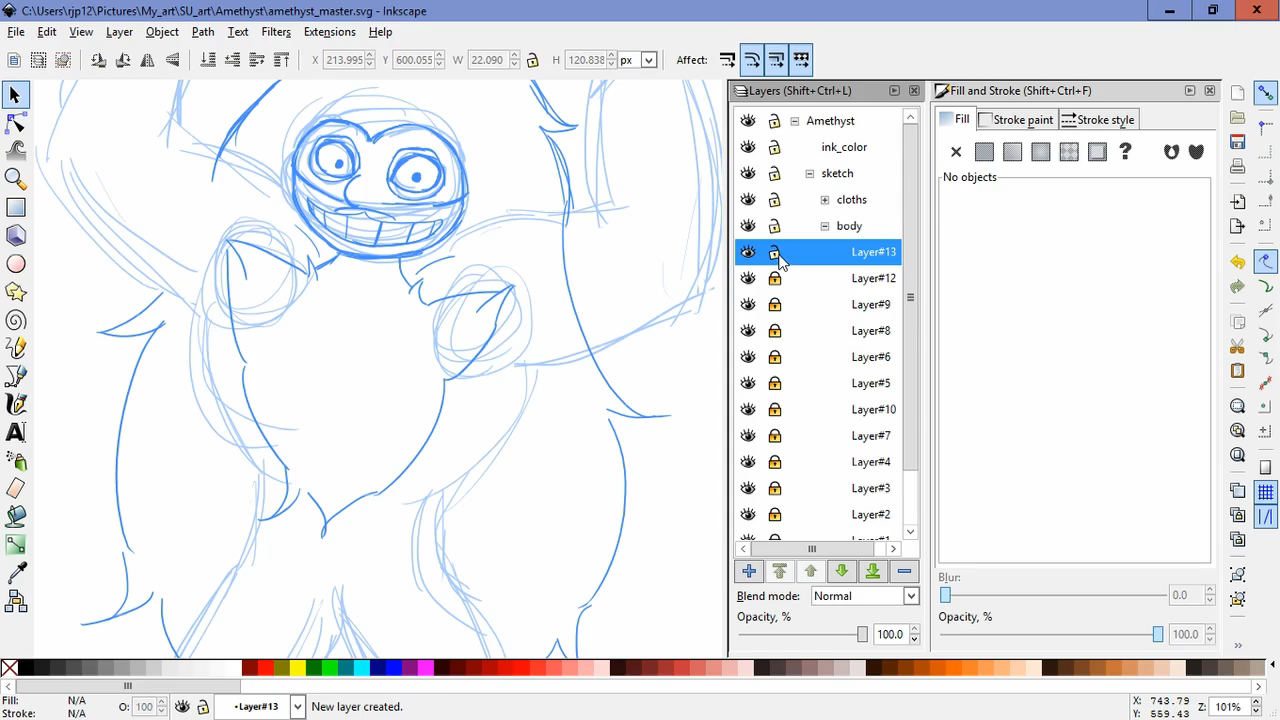 C:\Users\rjp12\Pictures\My_art\SU_art\Amethyst\amethyst_master.svg - Inkscape
File Edit View Layer Object Path Text Filters Extensions Help
X 213.995 Y 600.055 W 22.090 H 120.838 px Affect:
Layers (Shift+Ctrl+L)
Amethyst
ink_color
sketch
cloths
body
Layer#13
Layer#12
Layer#9
Layer#8
Layer#6
Layer#5
Layer#10
Layer#7
Layer#4
Layer#3
Layer#2
Layer#1
Blend mode: Normal
Opacity, %
100.0
Fill and Stroke (Shift+Ctrl+F)
Fill Stroke paint Stroke style
?
No objects
Blur:
0.0
Opacity, %
100.0
Fill: N/A
Stroke: N/A
O: 100
•Layer#13
New layer created.
X: 743.79
Y: 559.43
Z: 101%